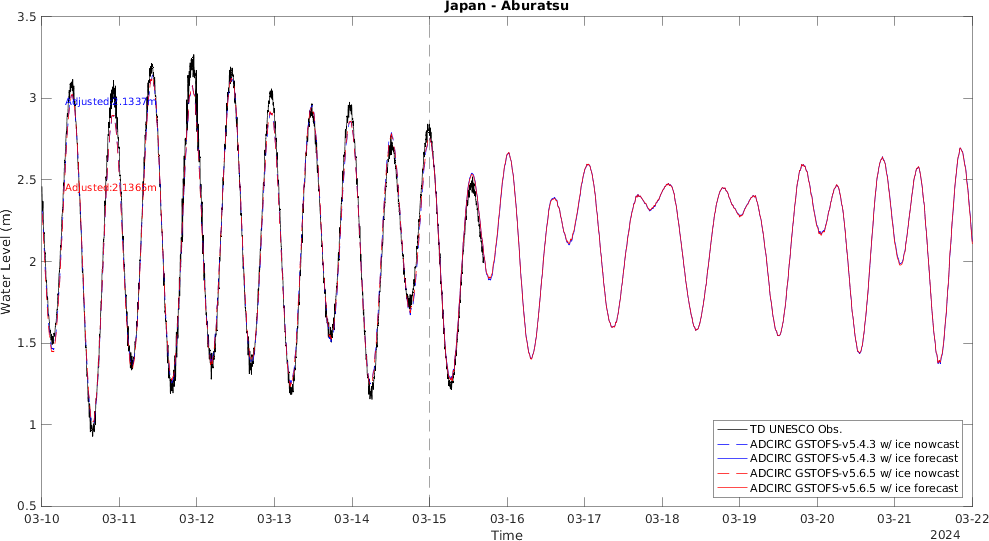 Japan - Aburatsu
3.5
3
2.5
2
1.5
1
0.5
Water Level (m)
Adjusted:2.1337m
Adjusted:2.1365m
TD UNESCO Obs.
ADCIRC GSTOFS-v5.4.3 w/ ice nowcast
ADCIRC GSTOFS-v5.4.3 w/ ice forecast
ADCIRC GSTOFS-v5.6.5 w/ ice nowcast
ADCIRC GSTOFS-v5.6.5 w/ ice forecast
03-10 03-11 03-12 03-13 03-14 03-15 03-16 03-17 03-18 03-19 03-20 03-21 03-22
Time
2024